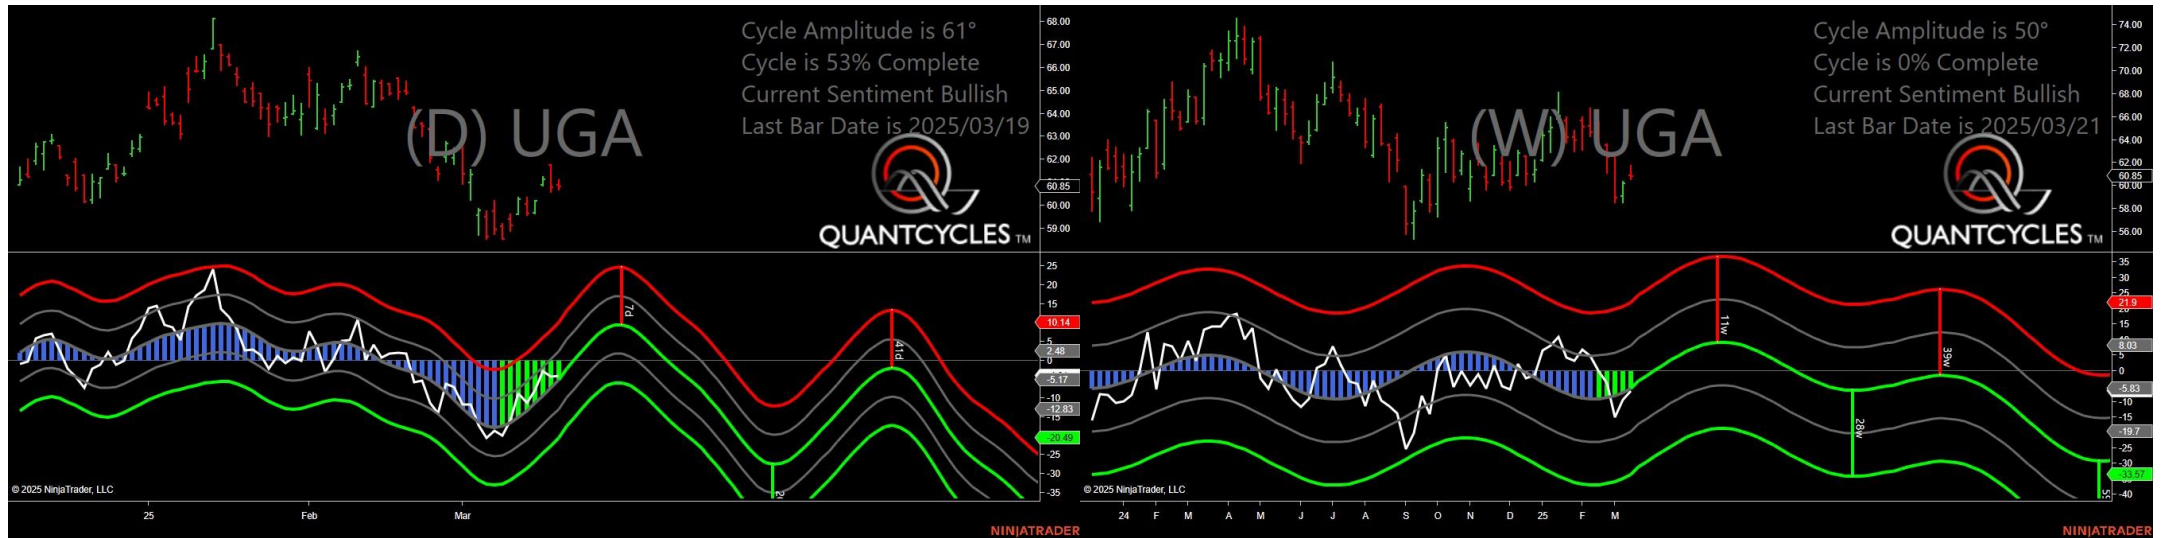 Cycle Amplitude is 61°
Cycle is 53% Complete
Current Sentiment Bullish
Last Bar Date is 2025/03/19
(D) UGA
QUANTCYCLES TM
68.00
67.00
66.00
65.00
64.00
63.00
62.00
60.85
60.00
59.00
7d
41d
25
20
15
10.14
5
2.48
0
-5.17
-10
-12.83
-15
-20.49
-25
-30
-35
© 2025 NinjaTrader, LLC
25
Feb
Mar
NINJATRADER
Cycle Amplitude is 50°
Cycle is 0% Complete
Current Sentiment Bullish
Last Bar Date is 2025/03/21
(W) UGA
QUANTCYCLES TM
74.00
72.00
70.00
68.00
66.00
64.00
62.00
60.85
60.00
58.00
56.00
11w
28w
39w
35
30
25
21.9
20
15
8.03
5
0
-5.83
-10
-15
-19.7
-25
-30
-33.57
-40
© 2025 NinjaTrader, LLC
24
F
M
A
M
J
J
A
S
O
N
D
25
F
M
NINJATRADER